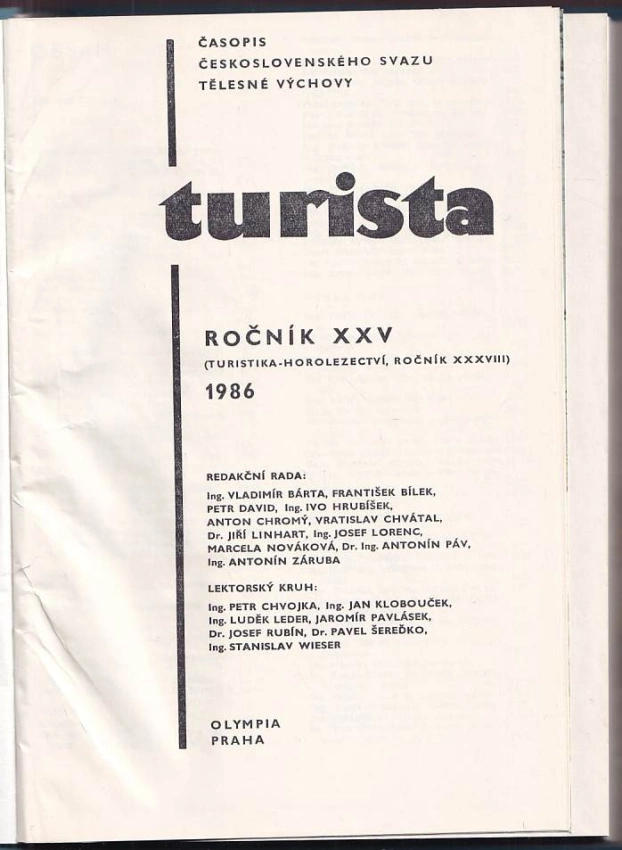 ČASOPIS
ČESKOSLOVENSKÉHO SVAZU
TĚLESNÉ VÝCHOVY
turista
ROČNÍK XXV
(TURISTIKA-HOROLEZECTVÍ, ROČNÍK XXXVIII)
1986
REDAKČNÍ RADA:
Ing. VLADIMÍR BÁRTA, FRANTIŠEK BÍLEK,
PETR DAVID, Ing. IVO HRUBÍŠEK,
ANTON CHROMÝ, VRATISLAV CHVÁTAL,
Dr. JIŘÍ LINHART, Ing. JOSEF LORENC,
MARCELA NOVÁKOVÁ, Dr. Ing. ANTONÍN PÁV,
Ing. ANTONÍN ZÁRUBA
LEKTORSKÝ KRUH:
Ing. PETR CHVOJKA, Ing. JAN KLOBOUČEK,
Ing. LUDĚK LEDER, JAROMÍR PAVLÁSEK,
Dr. JOSEF RUBÍN, Dr. PAVEL ŠEREĎKO,
Ing. STANISLAV WIESER
OLYMPIA
PRAHA